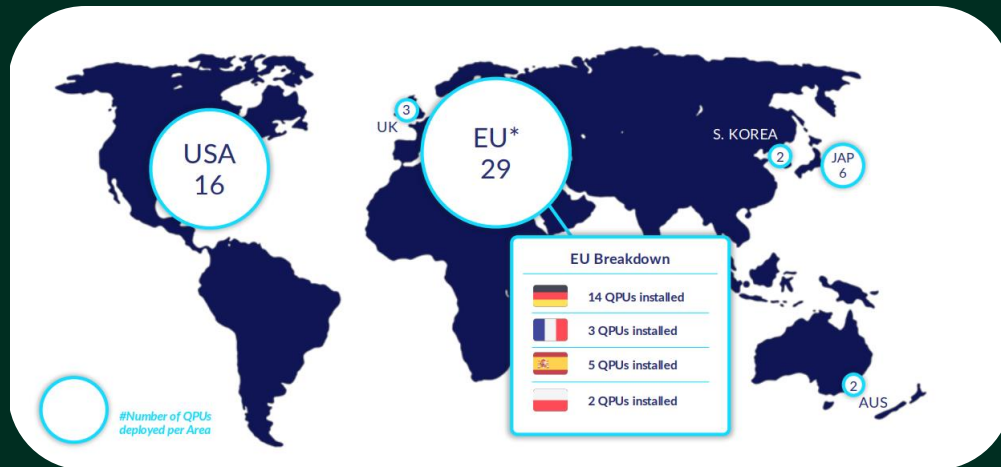 USA
16
3
UK
EU*
29
S. KOREA
2
JAP
6
EU Breakdown
14 QPUs installed
3 QPUs installed
5 QPUs installed
2 QPUs installed
2
AUS
#Number of QPUs
deployed per Area